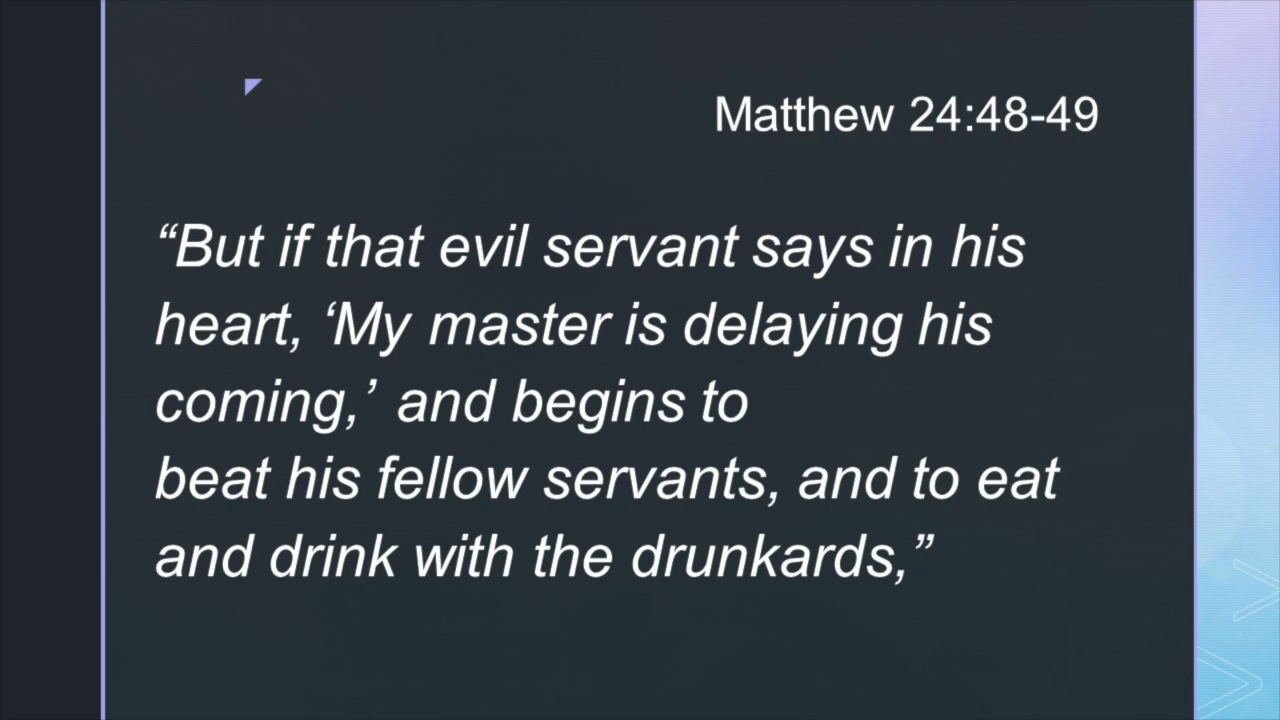 Matthew 24:48-49
“But if that evil servant says in his
heart, ‘My master is delaying his
coming,’ and begins to
beat his fellow servants, and to eat
and drink with the drunkards,”